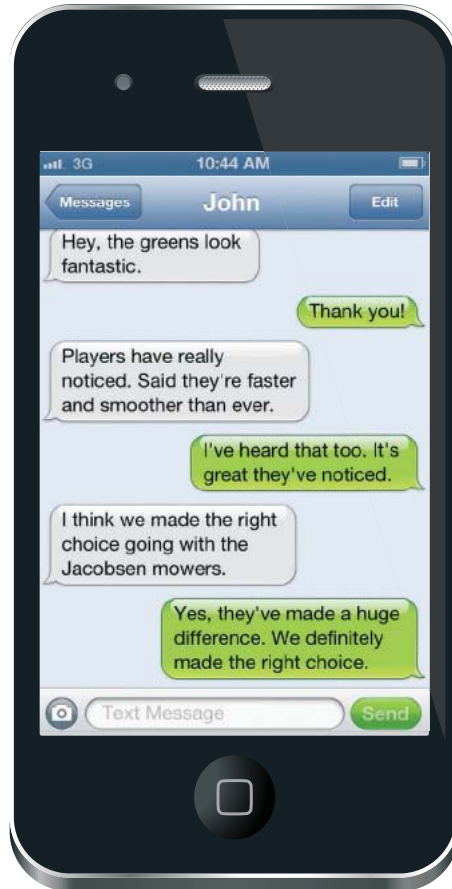 3G
10:44 AM
Messages
John
Edit
Hey, the greens look
fantastic.
Thank you!
Players have really
noticed. Said they're faster
and smoother than ever.
I've heard that too. It's
great they've noticed.
I think we made the right
choice going with the
Jacobsen mowers.
Yes, they've made a huge
difference. We definitely
made the right choice.
Text Message
Send